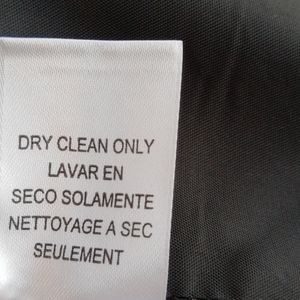 DRY CLEAN ONLY
LAVAR EN
SECO SOLAMENTE
NETTOYAGE A SEC
SEULEMENT